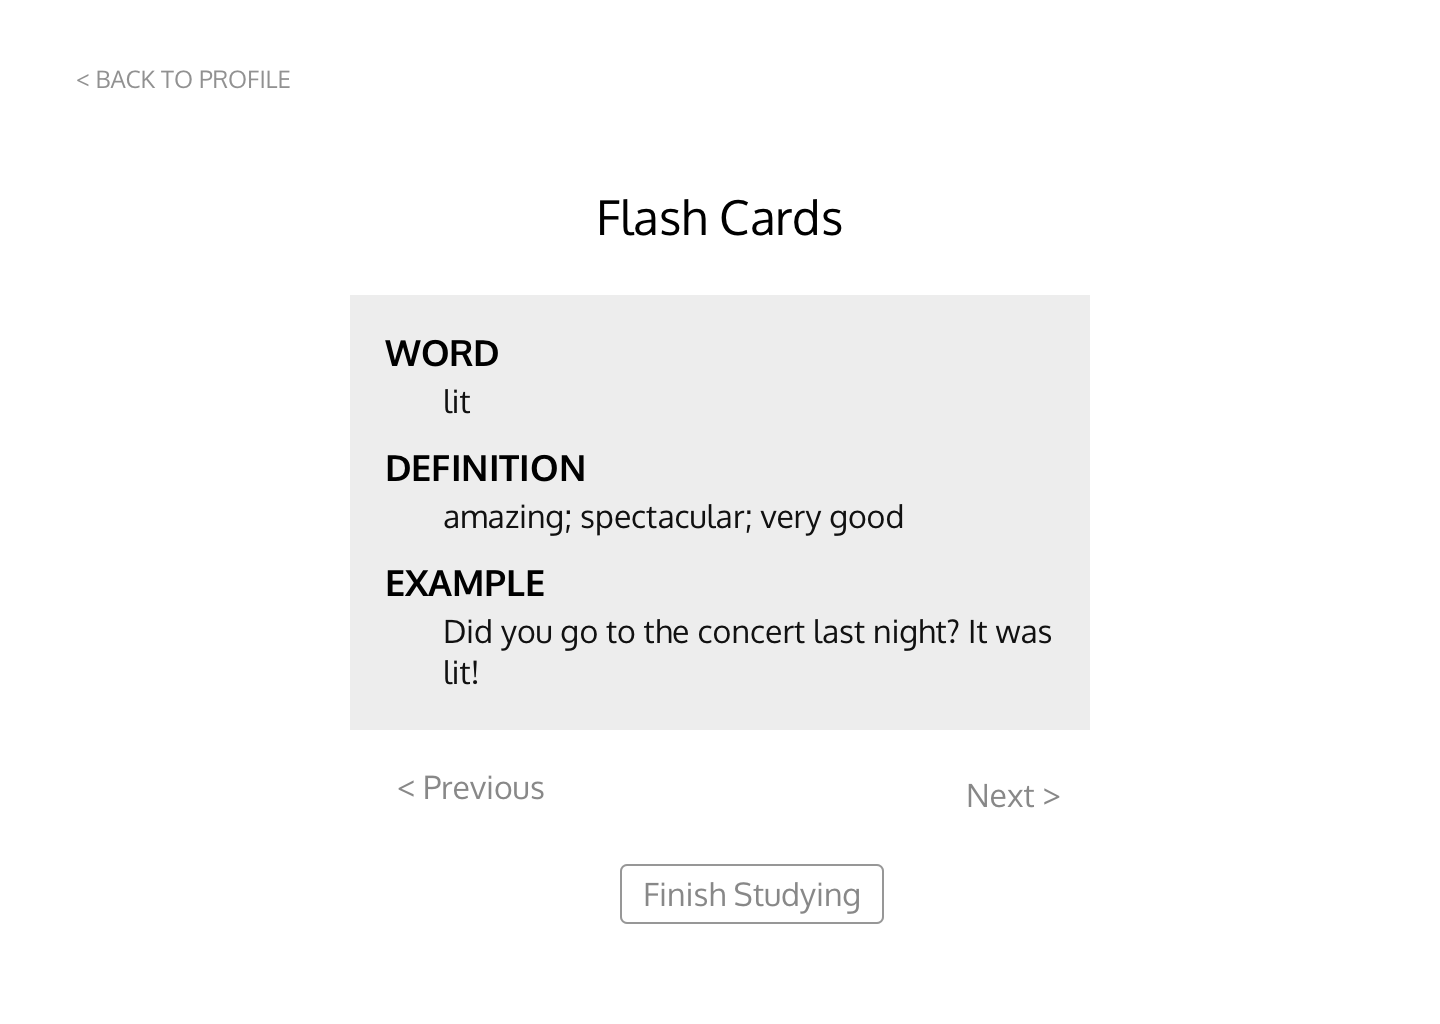 < BACK TO PROFILE
Flash Cards
WORD
lit
DEFINITION
amazing; spectacular; very good
EXAMPLE
Did you go to the concert last night? It was
lit!
< Previous
Next >
Finish Studying